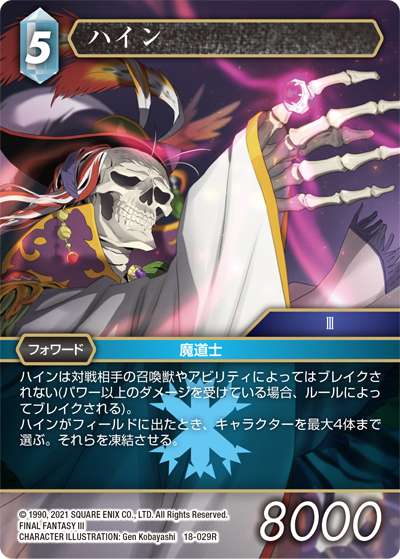 5
ハイン
III
フォワード
魔道士
ハインは対戦相手の召喚獣やアビリティによってはブレイクさ
れない(パワー以上のダメージを受けている場合、ルールによっ
てブレイクされる)。
ハインがフィールドに出たとき、キャラクターを最大4体まで
選ぶ。それらを凍結させる。
© 1990, 2021 SQUARE ENIX CO., LTD. All Rights Reserved.
FINAL FANTASY III
CHARACTER ILLUSTRATION: Gen Kobayashi 18-029R
8000